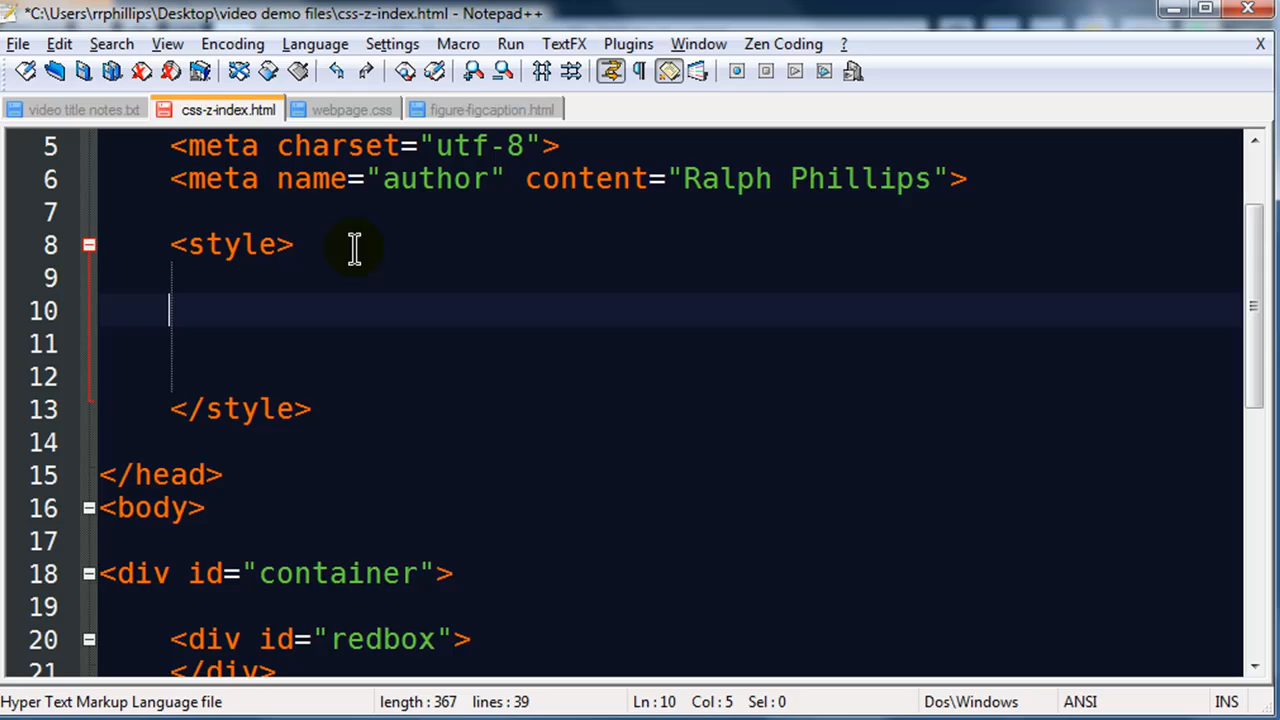 *C:\Users\rrphillips\Desktop\video demo files\css-z-index.html - Notepad++
File Edit Search View Encoding Language Settings Macro Run TextFX Plugins Window Zen Coding ? X
video title notes.txt css-z-index.html webpage.css figure-figcaption.html
5 <meta charset="utf-8">
6 <meta name="author" content="Ralph Phillips">
7
8 <style>
9
10
11
12
13 </style>
14
15 </head>
16 <body>
17
18 <div id="container">
19
20 <div id="redbox">
21 </div>
Hyper Text Markup Language file length : 367 lines : 39 Ln : 10 Col : 5 Sel : 0 Dos\Windows ANSI INS